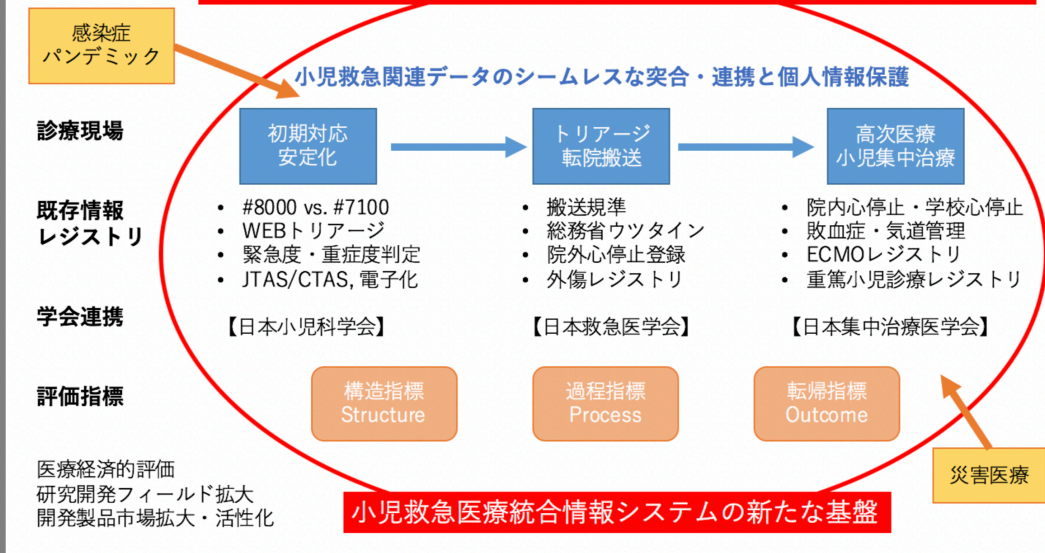 感染症
パンデミック
小児救急関連データのシームレスな突合・連携と個人情報保護
診療現場
初期対応
安定化
トリアージ
転院搬送
高次医療
小児集中治療
既存情報
レジストリ
• #8000 vs. #7100
• WEBトリアージ
• 緊急度・重症度判定
• JTAS/CTAS, 電子化
• 搬送規準
• 総務省ウツタイン
• 院外心停止登録
• 外傷レジストリ
• 院内心停止・学校心停止
• 敗血症・気道管理
• ECMOレジストリ
• 重篤小児診療レジストリ
学会連携
【日本小児科学会】
【日本救急医学会】
【日本集中治療医学会】
評価指標
構造指標
Structure
過程指標
Process
転帰指標
Outcome
災害医療
医療経済的評価
研究開発フィールド拡大
開発製品市場拡大・活性化
小児救急医療統合情報システムの新たな基盤